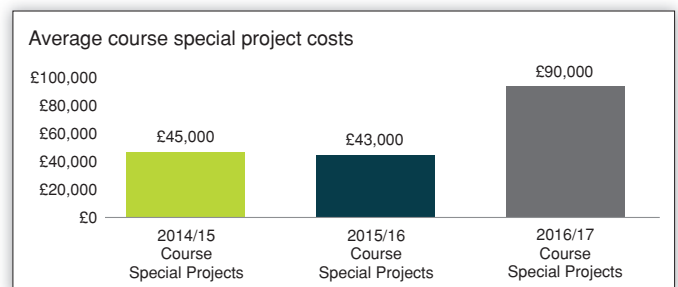 Average course special project costs
£100,000
£80,000
£60,000
£40,000
£20,000
£0
£45,000
£43,000
£90,000
2014/15
Course
Special Projects
2015/16
Course
Special Projects
2016/17
Course
Special Projects